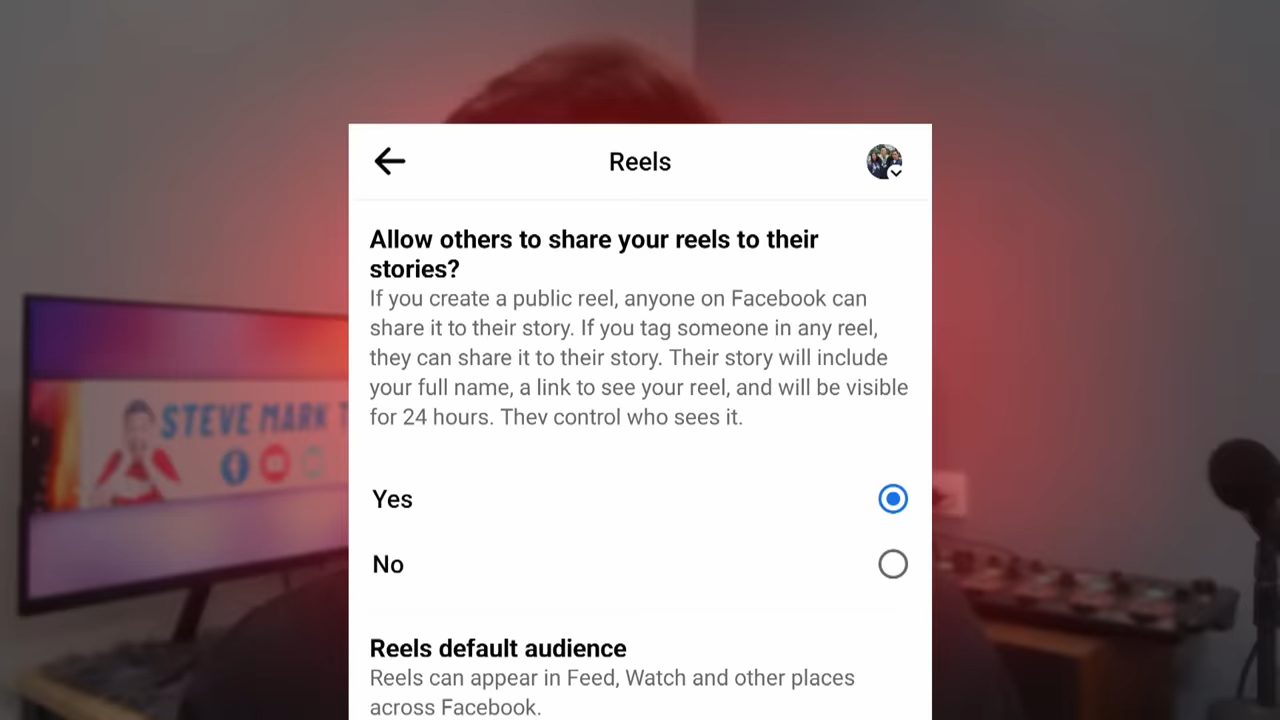 Reels
Allow others to share your reels to their
stories?
If you create a public reel, anyone on Facebook can
share it to their story. If you tag someone in any reel,
they can share it to their story. Their story will include
your full name, a link to see your reel, and will be visible
for 24 hours. Thev control who sees it.
Yes
No
Reels default audience
Reels can appear in Feed, Watch and other places
across Facebook.
STEVE MARK T